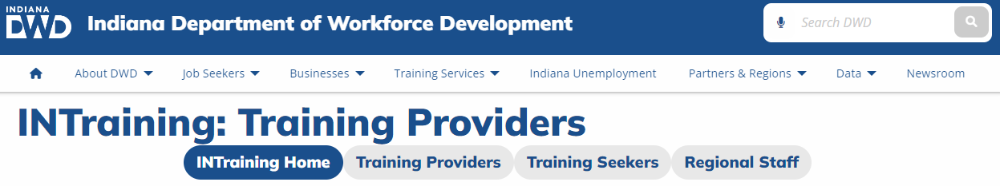 INDIANA
DWD
Indiana Department of Workforce Development
Search DWD
About DWD Job Seekers Businesses Training Services Indiana Unemployment Partners & Regions Data Newsroom
INTraining: Training Providers
INTraining Home Training Providers Training Seekers Regional Staff